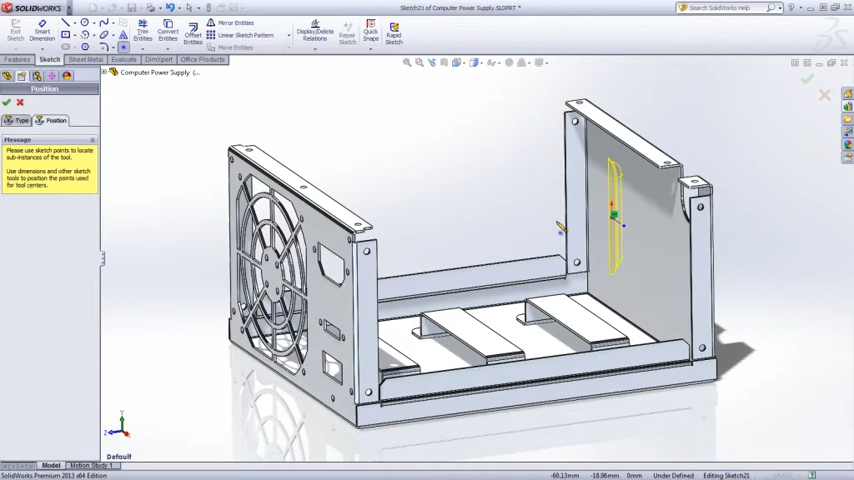 SOLIDWORKS
Sketch21 of Computer Power Supply.SLDPRT *
Search SolidWorks Help
Exit Sketch
Smart Dimension
Trim Entities
Convert Entities
Offset Entities
Mirror Entities
Linear Sketch Pattern
Move Entities
Display/Delete Relations
Repair Sketch
Quick Snaps
Rapid Sketch
Features
Sketch
Sheet Metal
Evaluate
DimXpert
Office Products
Computer Power Supply (...
Position
Type
Position
Message
Please use sketch points to locate
sub-instances of the tool.
Use dimensions and other sketch
tools to position the points used
for tool centers.
Y
Z
Default
Model
Motion Study 1
SolidWorks Premium 2013 x64 Edition
-60.13mm
-18.96mm
0mm
Under Defined
Editing Sketch21